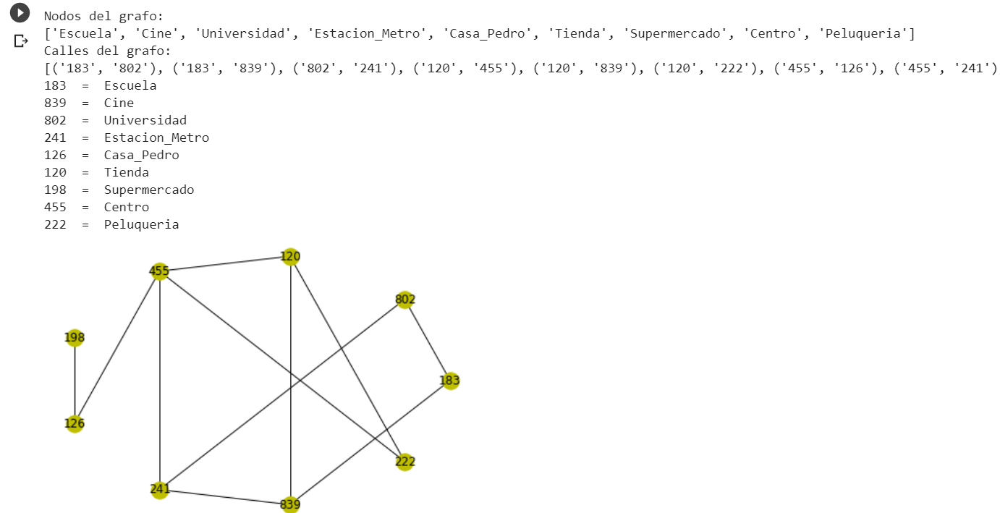 Nodos del grafo:
['Escuela', 'Cine', 'Universidad', 'Estacion_Metro', 'Casa_Pedro', 'Tienda', 'Supermercado', 'Centro', 'Peluqueria']
Calles del grafo:
[('183', '802'), ('183', '839'), ('802', '241'), ('120', '455'), ('120', '839'), ('120', '222'), ('455', '126'), ('455', '241')
183  =  Escuela
839  =  Cine
802  =  Universidad
241  =  Estacion_Metro
126  =  Casa_Pedro
120  =  Tienda
198  =  Supermercado
455  =  Centro
222  =  Peluqueria
120
455
802
198
183
126
222
241
839